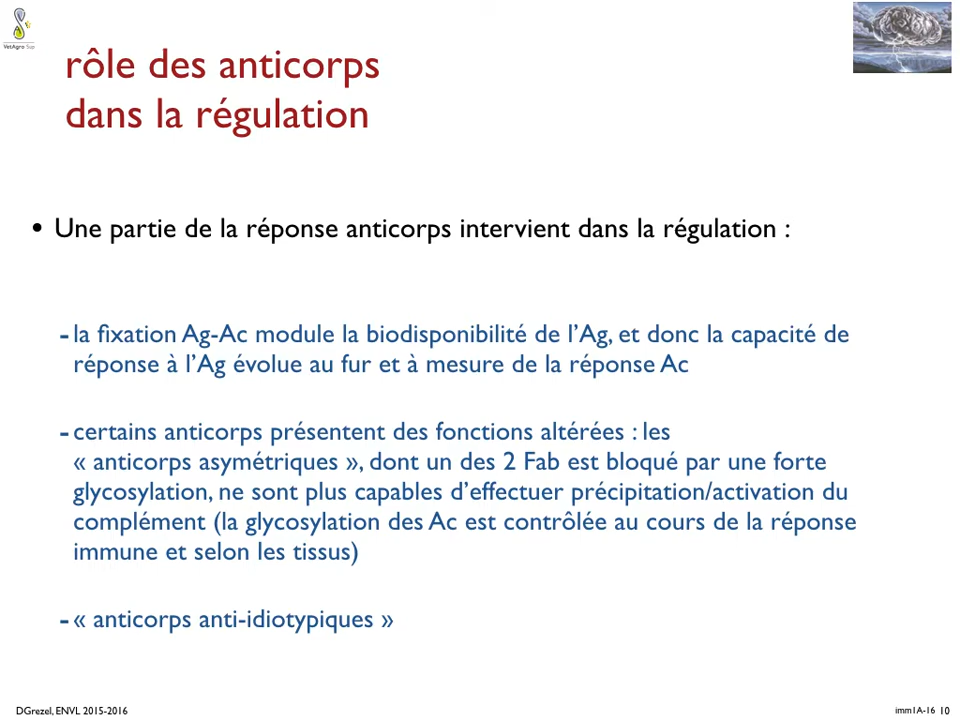 VetAgro Sup
rôle des anticorps
dans la régulation
• Une partie de la réponse anticorps intervient dans la régulation :
- la fixation Ag-Ac module la biodisponibilité de l’Ag, et donc la capacité de
réponse à l’Ag évolue au fur et à mesure de la réponse Ac
- certains anticorps présentent des fonctions altérées : les
« anticorps asymétriques », dont un des 2 Fab est bloqué par une forte
glycosylation, ne sont plus capables d’effectuer précipitation/activation du
complément (la glycosylation des Ac est contrôlée au cours de la réponse
immune et selon les tissus)
- « anticorps anti-idiotypiques »
DGrezel, ENVL 2015-2016
imm1A-16 10